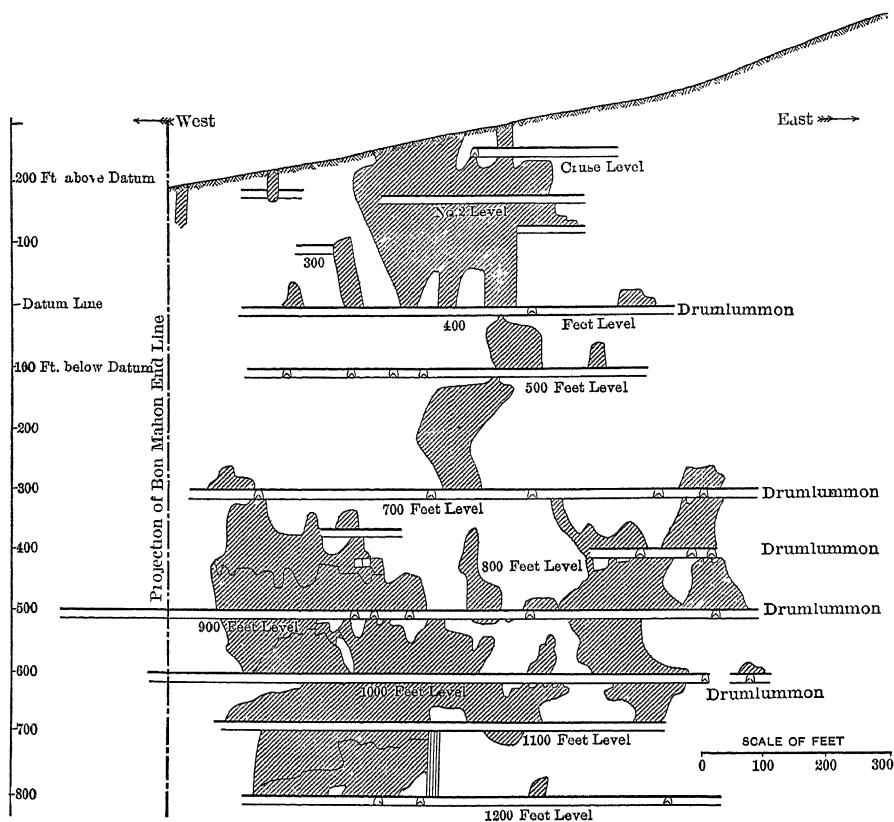 West
East
Cruse Level
200 Ft. above Datum
No.2 Level
100
300
Datum Line
Drumlummon
400
Feet Level
100 Ft. below Datum
500 Feet Level
Projection of Bon Mahon End Line
-200
-300
700 Feet Level
Drumlummon
-400
800 Feet Level
Drumlummon
-500
Drumlummon
900 Feet Level
-600
1000 Feet Level
Drumlummon
-700
1100 Feet Level
SCALE OF FEET
0 100 200 300
-800
1200 Feet Level